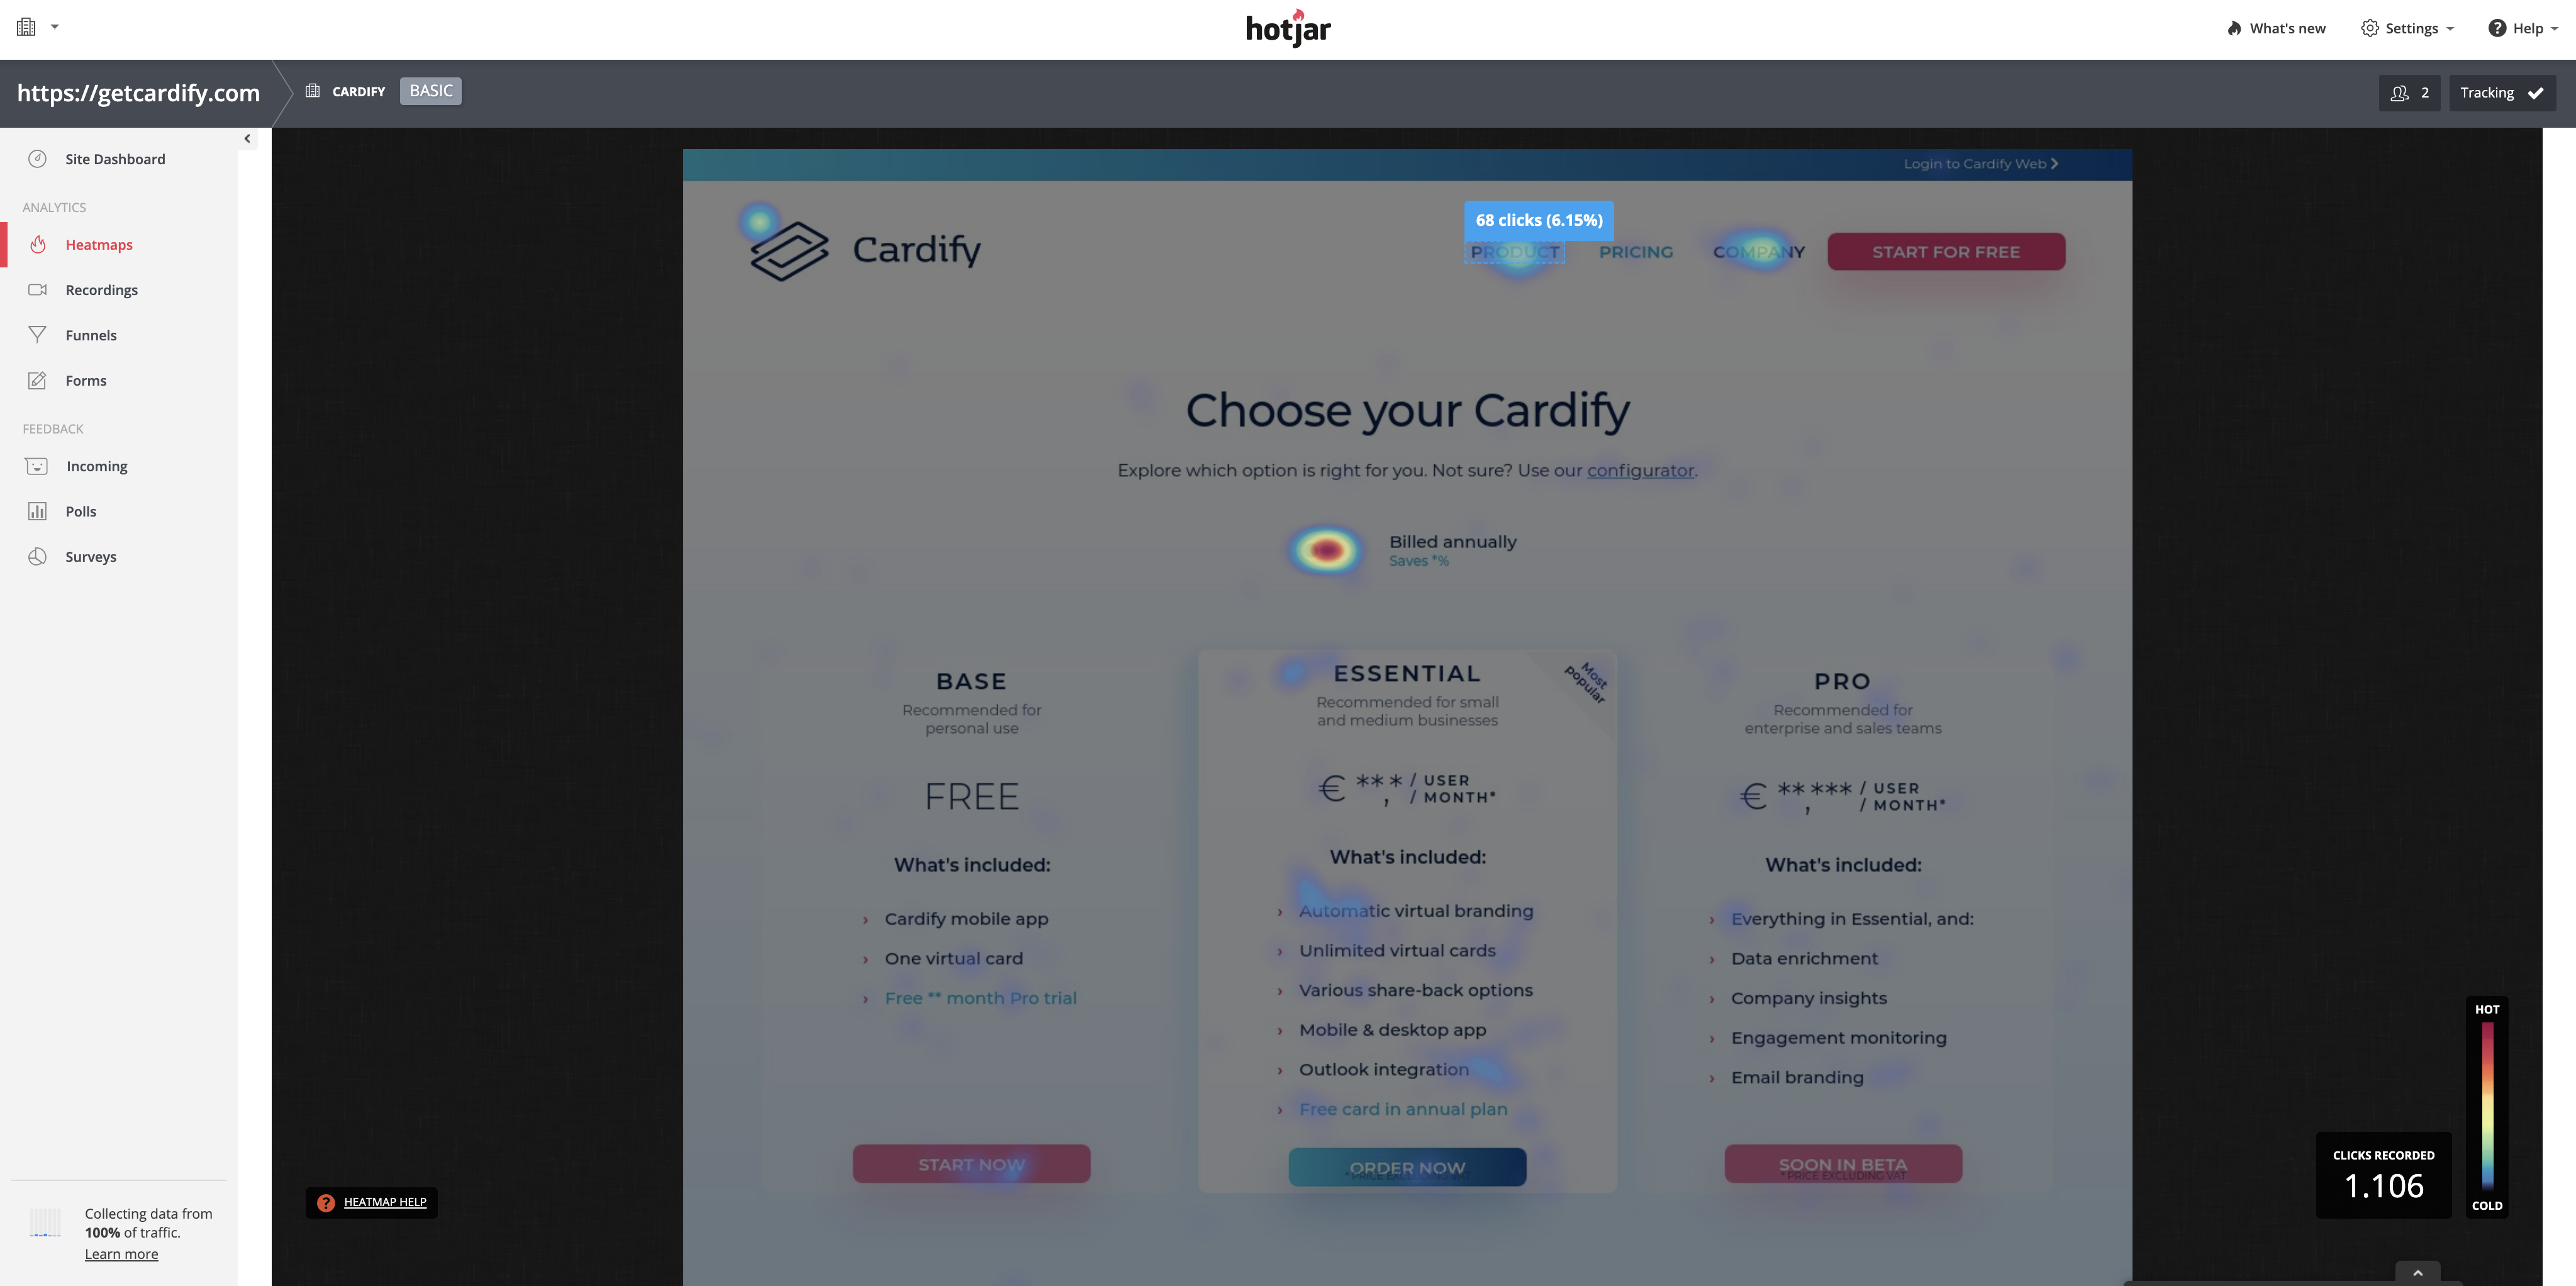 hotjar
What's new
Settings
Help
https://getcardify.com
CARDIFY
BASIC
2
Tracking
Site Dashboard
ANALYTICS
Heatmaps
Recordings
Funnels
Forms
FEEDBACK
Incoming
Polls
Surveys
Collecting data from
100% of traffic.
Learn more
Login to Cardify Web
Cardify
68 clicks (6.15%)
PRODUCT
PRICING
COMPANY
START FOR FREE
Choose your Cardify
Explore which option is right for you. Not sure? Use our configurator.
Billed annually
Saves *%
BASE
Recommended for
personal use
FREE
What's included:
Cardify mobile app
One virtual card
Free ** month Pro trial
START NOW
ESSENTIAL
Most
popular
Recommended for small
and medium businesses
€ **,* / USER
/ MONTH*
What's included:
Automatic virtual branding
Unlimited virtual cards
Various share-back options
Mobile & desktop app
Outlook integration
Free card in annual plan
ORDER NOW
*PRICE EXCLUDING VAT
PRO
Recommended for
enterprise and sales teams
€ **,*** / USER
/ MONTH*
What's included:
Everything in Essential, and:
Data enrichment
Company insights
Engagement monitoring
Email branding
SOON IN BETA
*PRICE EXCLUDING VAT
HEATMAP HELP
CLICKS RECORDED
1.106
HOT
COLD